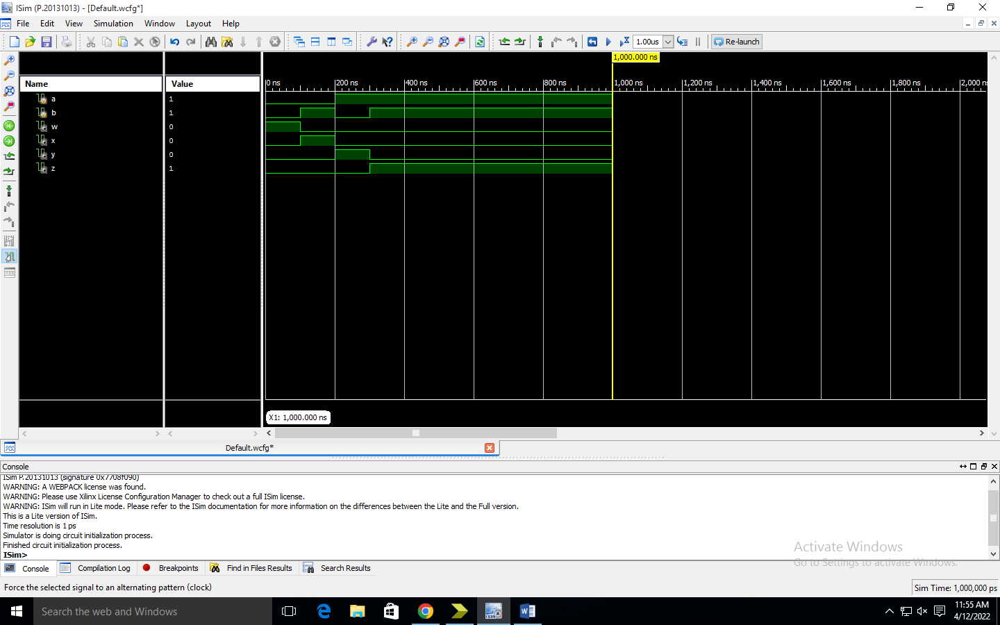 ISim (P.20131013) - [Default.wcfg*]
File Edit View Simulation Window Layout Help
1.00us Re-launch
1,000.000 ns
Name Value
0 ns 200 ns 400 ns 600 ns 800 ns 1,000 ns 1,200 ns 1,400 ns 1,600 ns 1,800 ns 2,000 n
a 1
b 1
w 0
x 0
y 0
z 1
X1: 1,000.000 ns
Default.wcfg*
Console
ISim P.20131013 (signature 0x7708f090)
WARNING: A WEBPACK license was found.
WARNING: Please use Xilinx License Configuration Manager to check out a full ISim license.
WARNING: ISim will run in Lite mode. Please refer to the ISim documentation for more information on the differences between the Lite and the Full version.
This is a Lite version of ISim.
Time resolution is 1 ps
Simulator is doing circuit initialization process.
Finished circuit initialization process.
ISim>
Activate Windows
Go to Settings to activate Windows.
Console Compilation Log Breakpoints Find in Files Results Search Results
Force the selected signal to an alternating pattern (clock)
Sim Time: 1,000,000 ps
Search the web and Windows
11:55 AM
4/12/2022